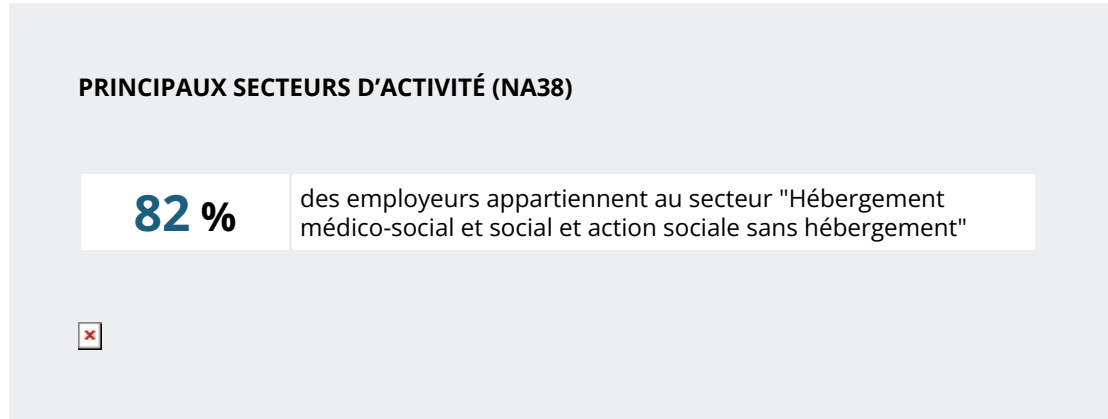 PRINCIPAUX SECTEURS D’ACTIVITÉ (NA38)
82 %
des employeurs appartiennent au secteur "Hébergement
médico-social et social et action sociale sans hébergement"